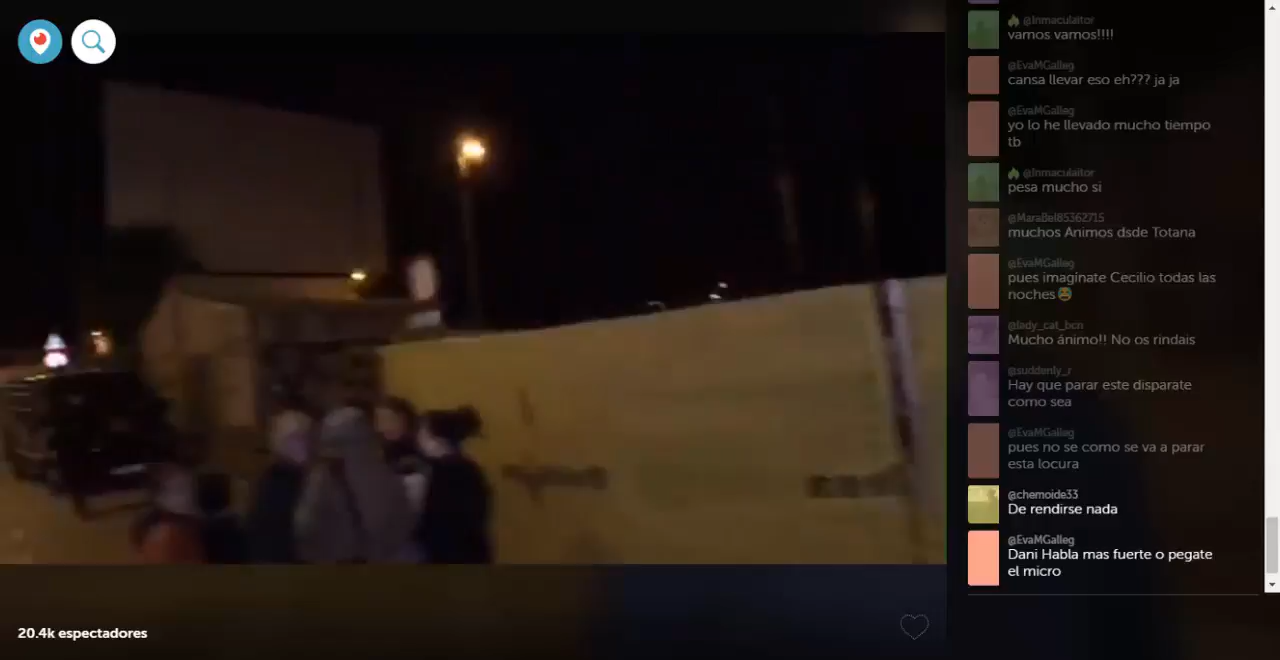 @Inmaculaitor
vamos vamos!!!!
@EvaMGalleg
cansa llevar eso eh??? ja ja
@EvaMGalleg
yo lo he llevado mucho tiempo
tb
@Inmaculaitor
pesa mucho si
@MaraBel85362715
muchos Animos dsde Totana
@EvaMGalleg
pues imagínate Cecilio todas las
noches
@lady_cat_bcn
Mucho ánimo!! No os rindais
@suddenly_r
Hay que parar este disparate
como sea
@EvaMGalleg
pues no se como se va a parar
esta locura
@chemoide33
De rendirse nada
@EvaMGalleg
Dani Habla mas fuerte o pegate
el micro
20.4k espectadores